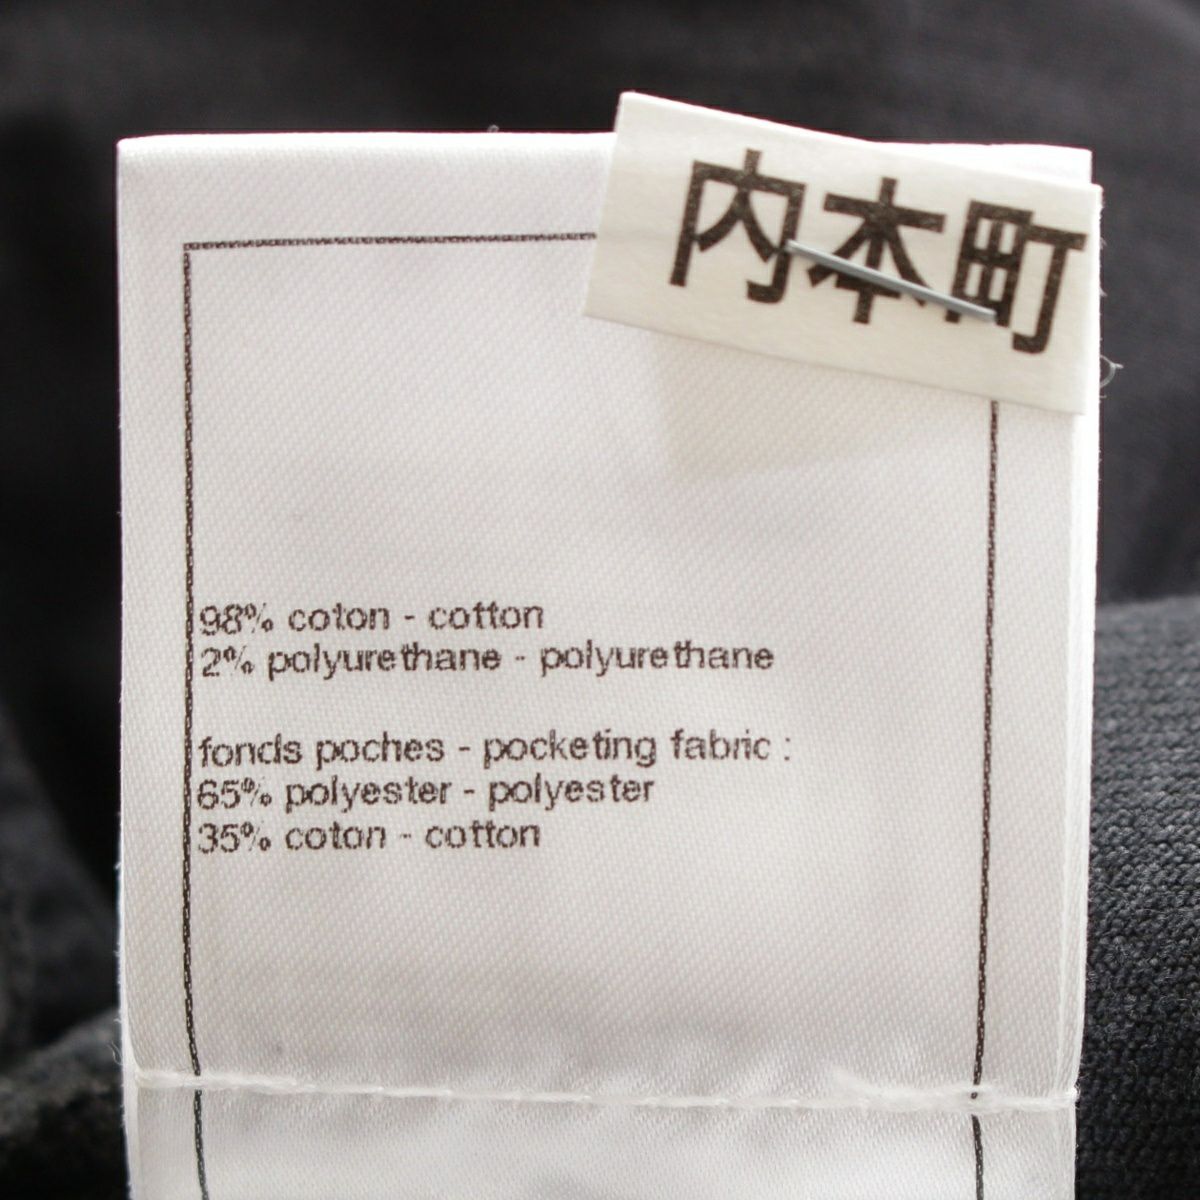 内本町
98% coton - cotton
2% polyurethane - polyurethane
fonds poches - pocketing fabric :
65% polyester - polyester
35% coton - cotton